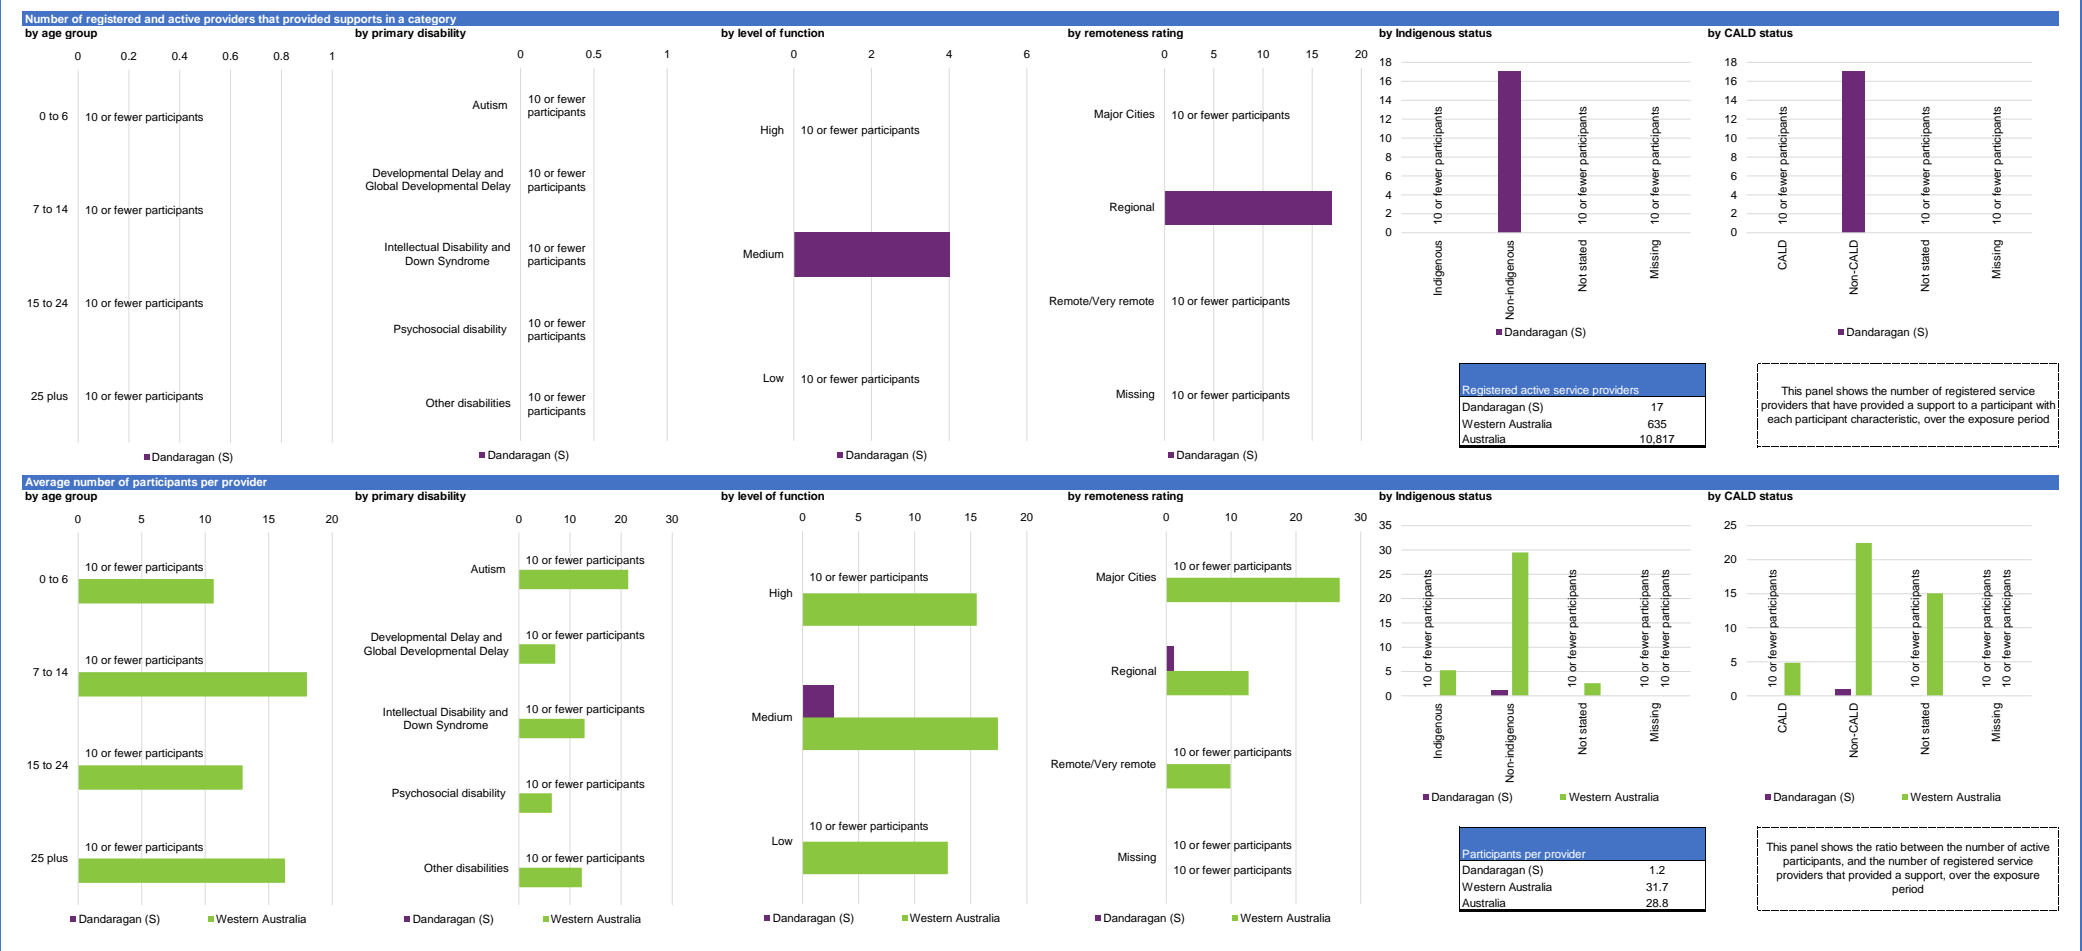 Number of registered and active providers that provided supports in a category
by age group
0 0.2 0.4 0.6 0.8 1
0 to 6 10 or fewer participants
7 to 14 10 or fewer participants
15 to 24 10 or fewer participants
25 plus 10 or fewer participants
Dandaragan (S)
by primary disability
0 0.5 1
Autism 10 or fewer
participants
Developmental Delay and 10 or fewer
Global Developmental Delay participants
Intellectual Disability and 10 or fewer
Down Syndrome participants
Psychosocial disability 10 or fewer
participants
Other disabilities 10 or fewer
participants
Dandaragan (S)
by level of function
0 2 4 6
High 10 or fewer participants
Medium
Low 10 or fewer participants
Dandaragan (S)
by remoteness rating
0 5 10 15 20
Major Cities 10 or fewer participants
Regional
Remote/Very remote 10 or fewer participants
Missing 10 or fewer participants
Dandaragan (S)
by Indigenous status
18
16
14
12
10
8
6
4
2
0
10 or fewer participants
10 or fewer participants
10 or fewer participants
Indigenous
Non-indigenous
Not stated
Missing
Dandaragan (S)
by CALD status
18
16
14
12
10
8
6
4
2
0
10 or fewer participants
10 or fewer participants
10 or fewer participants
CALD
Non-CALD
Not stated
Missing
Dandaragan (S)
Registered active service providers
Dandaragan (S) 17
Western Australia 635
Australia 10,817
This panel shows the number of registered service
providers that have provided a support to a participant with
each participant characteristic, over the exposure period
Average number of participants per provider
by age group
0 5 10 15 20
10 or fewer participants
0 to 6
10 or fewer participants
7 to 14
10 or fewer participants
15 to 24
10 or fewer participants
25 plus
Dandaragan (S) Western Australia
by primary disability
0 10 20 30
10 or fewer participants
Autism
10 or fewer participants
Developmental Delay and
Global Developmental Delay
10 or fewer participants
Intellectual Disability and
Down Syndrome
10 or fewer participants
Psychosocial disability
10 or fewer participants
Other disabilities
Dandaragan (S) Western Australia
by level of function
0 5 10 15 20
10 or fewer participants
High
Medium
10 or fewer participants
Low
Dandaragan (S) Western Australia
by remoteness rating
0 10 20 30
10 or fewer participants
Major Cities
Regional
10 or fewer participants
Remote/Very remote
10 or fewer participants
Missing
10 or fewer participants
Dandaragan (S) Western Australia
by Indigenous status
35
30
25
20
15
10
5
0
10 or fewer participants
10 or fewer participants
10 or fewer participants
10 or fewer participants
Indigenous
Non-indigenous
Not stated
Missing
Dandaragan (S) Western Australia
by CALD status
25
20
15
10
5
0
10 or fewer participants
10 or fewer participants
10 or fewer participants
10 or fewer participants
CALD
Non-CALD
Not stated
Missing
Dandaragan (S) Western Australia
Participants per provider
Dandaragan (S) 1.2
Western Australia 31.7
Australia 28.8
This panel shows the ratio between the number of active
participants, and the number of registered service
providers that provided a support, over the exposure
period